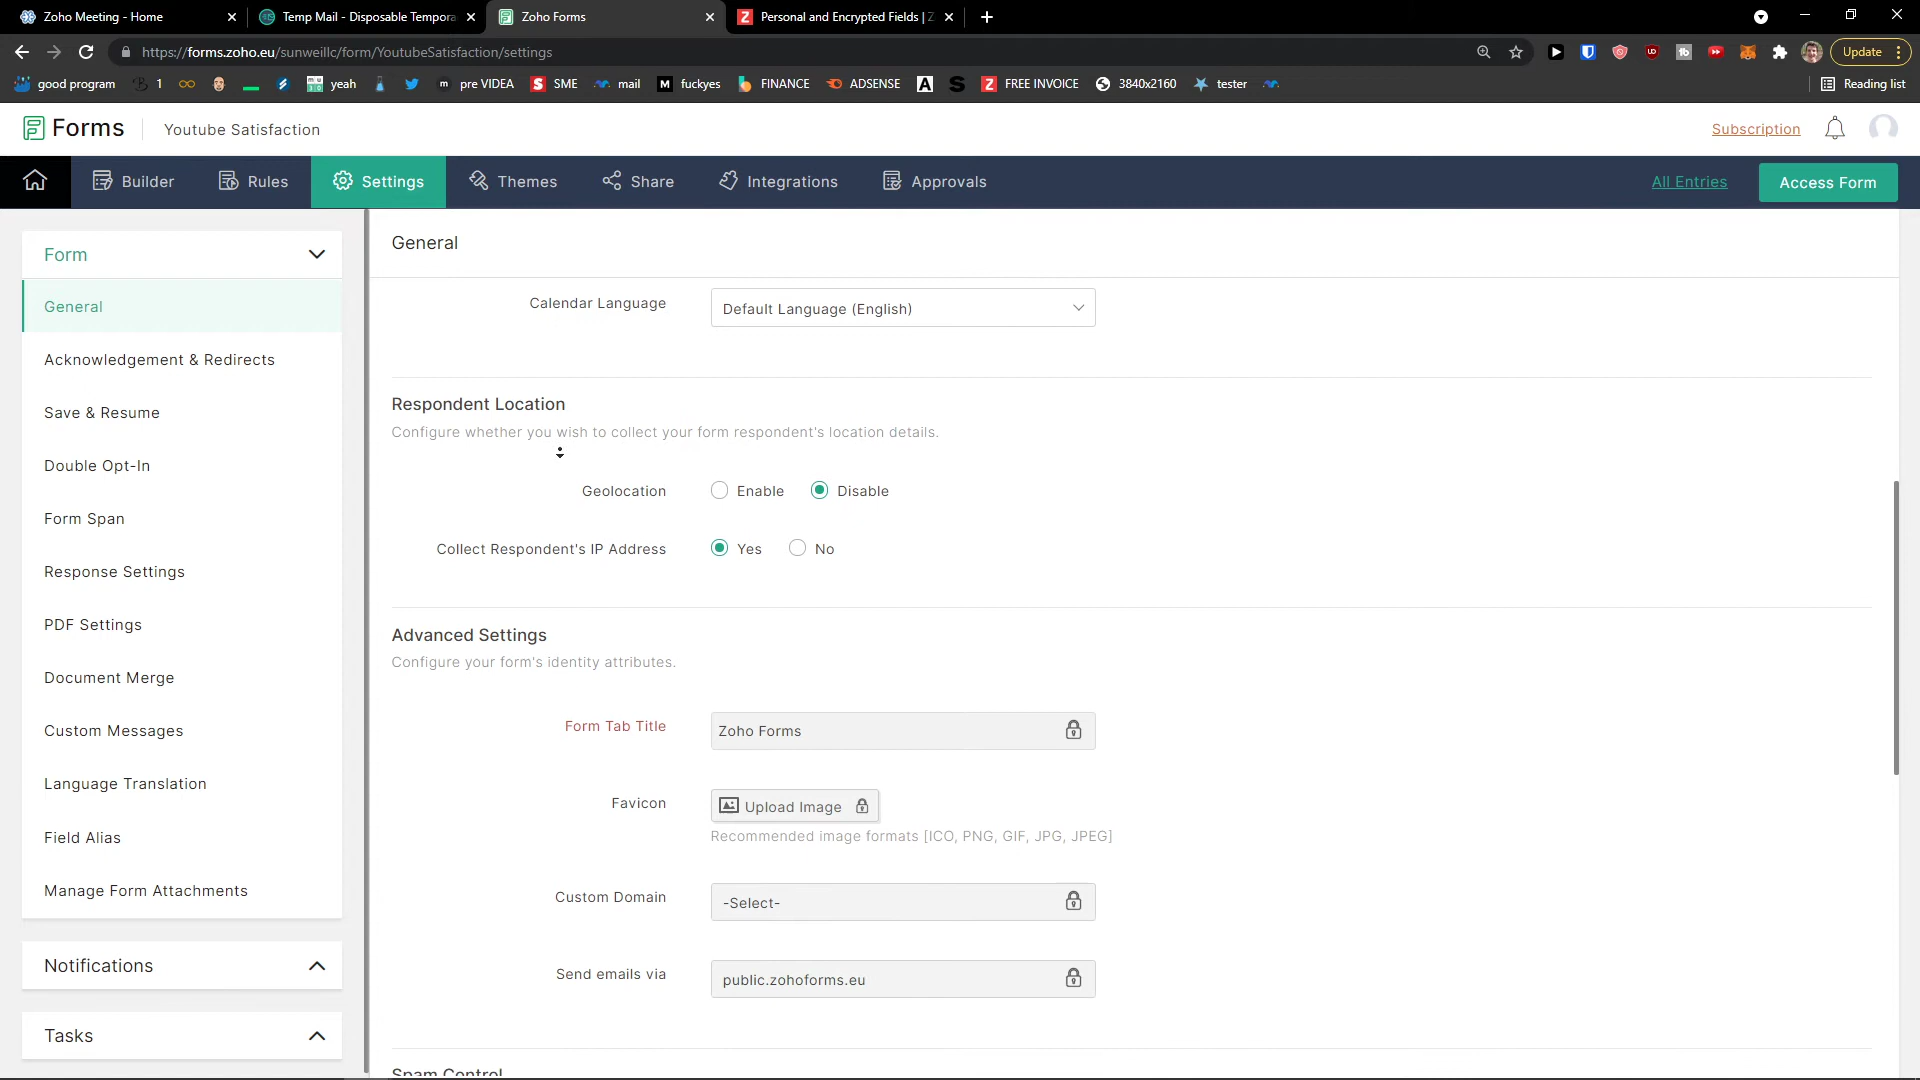 Zoho Meeting - Home
Temp Mail - Disposable Tempora
Zoho Forms
Personal and Encrypted Fields | Z
https://forms.zoho.eu/sunweillc/form/YoutubeSatisfaction/settings
Update
good program
1
yeah
pre VIDEA
SME
mail
fuckyes
FINANCE
ADSENSE
FREE INVOICE
3840x2160
tester
Reading list
Forms
Youtube Satisfaction
Subscription
Builder
Rules
Settings
Themes
Share
Integrations
Approvals
All Entries
Access Form
Form
General
Acknowledgement & Redirects
Save & Resume
Double Opt-In
Form Span
Response Settings
PDF Settings
Document Merge
Custom Messages
Language Translation
Field Alias
Manage Form Attachments
Notifications
Tasks
General
Calendar Language
Default Language (English)
Respondent Location
Configure whether you wish to collect your form respondent's location details.
Geolocation
Enable
Disable
Collect Respondent's IP Address
Yes
No
Advanced Settings
Configure your form's identity attributes.
Form Tab Title
Zoho Forms
Favicon
Upload Image
Recommended image formats [ICO, PNG, GIF, JPG, JPEG]
Custom Domain
-Select-
Send emails via
public.zohoforms.eu
Spam Control